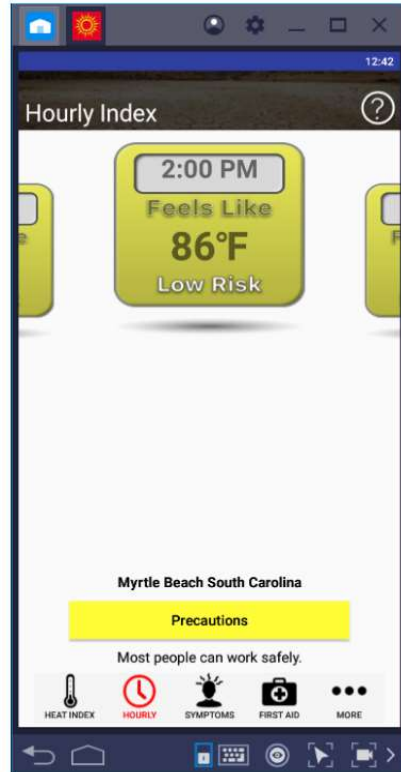 12:42
Hourly Index
?
2:00 PM
Feels Like
86°F
Low Risk
Myrtle Beach South Carolina
Precautions
Most people can work safely.
HEAT INDEX HOURLY SYMPTOMS FIRST AID MORE